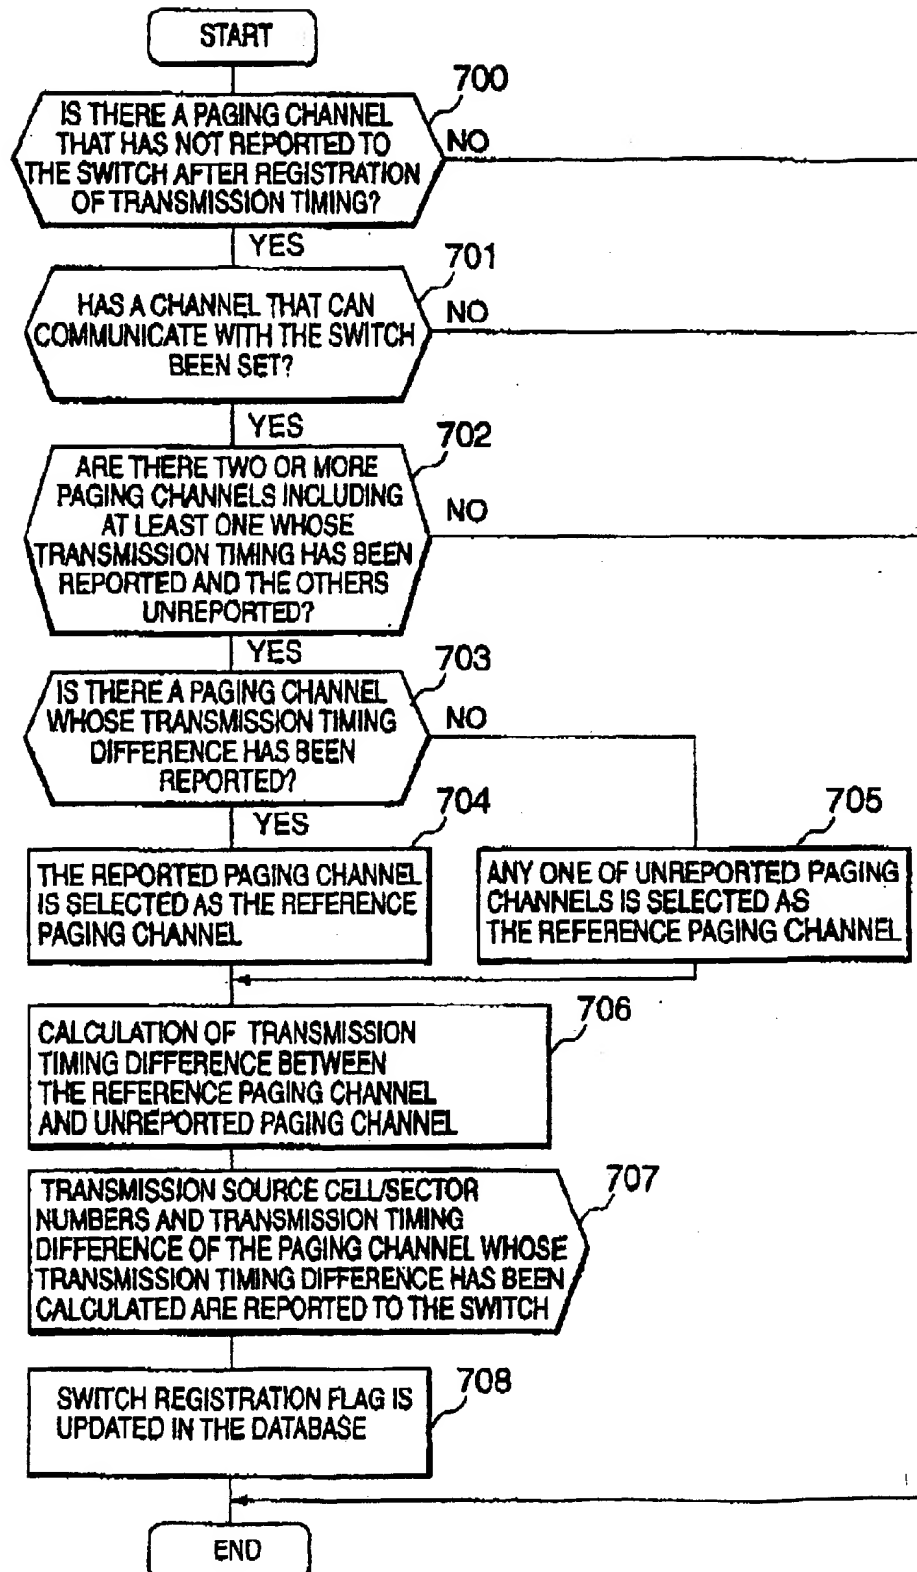 START
700
IS THERE A PAGING CHANNEL
THAT HAS NOT REPORTED TO
THE SWITCH AFTER REGISTRATION
OF TRANSMISSION TIMING?
NO
YES
701
HAS A CHANNEL THAT CAN
COMMUNICATE WITH THE SWITCH
BEEN SET?
NO
YES
702
ARE THERE TWO OR MORE
PAGING CHANNELS INCLUDING
AT LEAST ONE WHOSE
TRANSMISSION TIMING HAS BEEN
REPORTED AND THE OTHERS
UNREPORTED?
NO
YES
703
IS THERE A PAGING CHANNEL
WHOSE TRANSMISSION TIMING
DIFFERENCE HAS BEEN
REPORTED?
NO
YES
704
THE REPORTED PAGING CHANNEL
IS SELECTED AS THE REFERENCE
PAGING CHANNEL
705
ANY ONE OF UNREPORTED PAGING
CHANNELS IS SELECTED AS
THE REFERENCE PAGING CHANNEL
706
CALCULATION OF TRANSMISSION
TIMING DIFFERENCE BETWEEN
THE REFERENCE PAGING CHANNEL
AND UNREPORTED PAGING CHANNEL
707
TRANSMISSION SOURCE CELL/SECTOR
NUMBERS AND TRANSMISSION TIMING
DIFFERENCE OF THE PAGING CHANNEL WHOSE
TRANSMISSION TIMING DIFFERENCE HAS BEEN
CALCULATED ARE REPORTED TO THE SWITCH
708
SWITCH REGISTRATION FLAG IS
UPDATED IN THE DATABASE
END